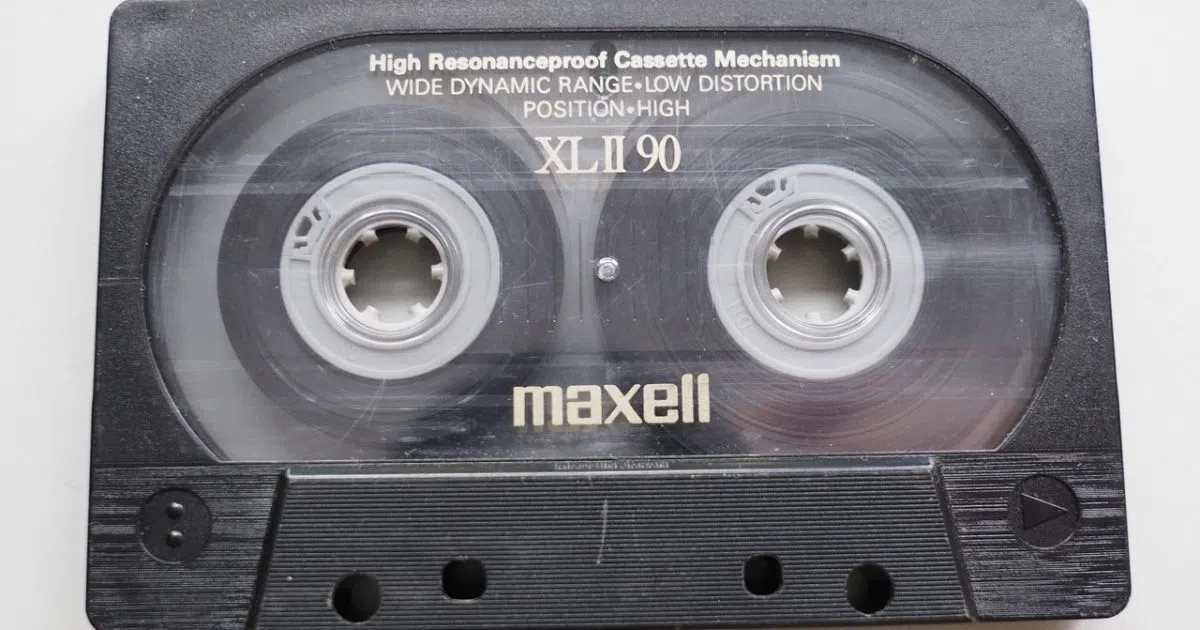 High Resonanceproof Cassette Mechanism
WIDE DYNAMIC RANGE•LOW DISTORTION
POSITION•HIGH
XL II 90
maxell